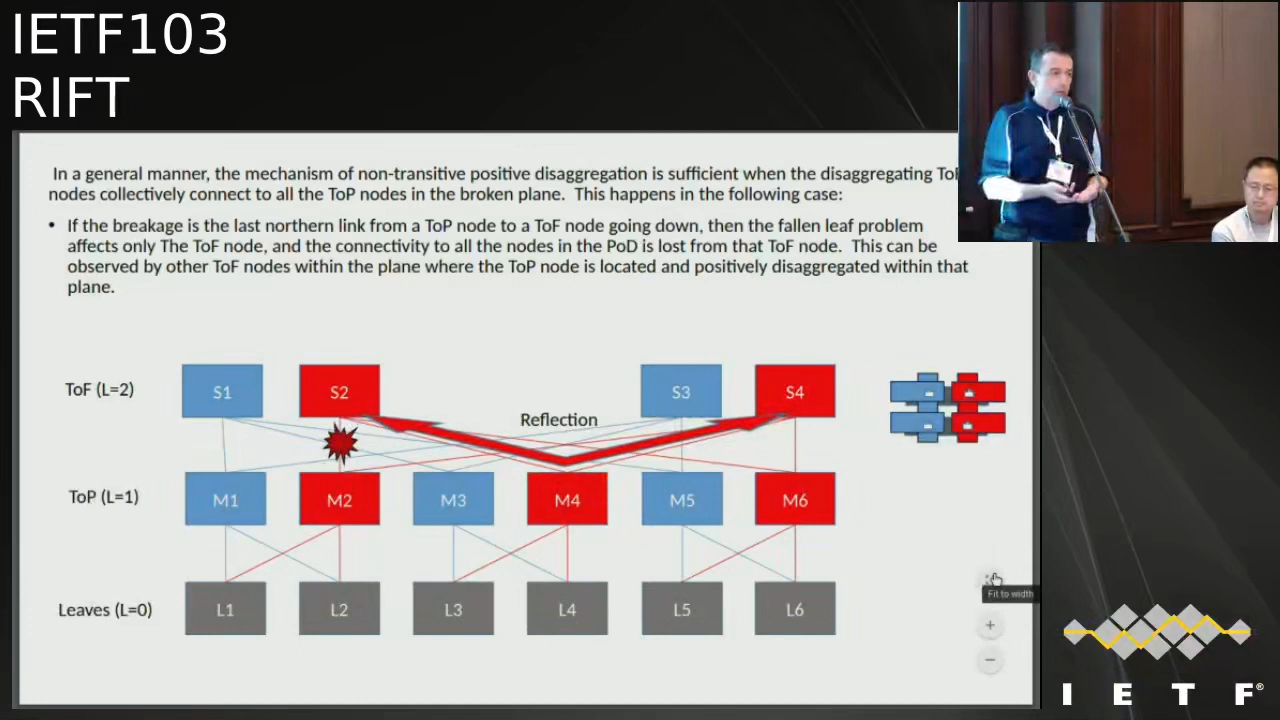 IETF103
RIFT
In a general manner, the mechanism of non-transitive positive disaggregation is sufficient when the disaggregating ToF
nodes collectively connect to all the ToP nodes in the broken plane.  This happens in the following case:
• If the breakage is the last northern link from a ToP node to a ToF node going down, then the fallen leaf problem
affects only The ToF node, and the connectivity to all the nodes in the PoD is lost from that ToF node.  This can be
observed by other ToF nodes within the plane where the ToP node is located and positively disaggregated within that
plane.
ToF (L=2)
S1
S2
S3
S4
Reflection
ToP (L=1)
M1
M2
M3
M4
M5
M6
Fit to width
Leaves (L=0)
L1
L2
L3
L4
L5
L6
+
−
I E T F®